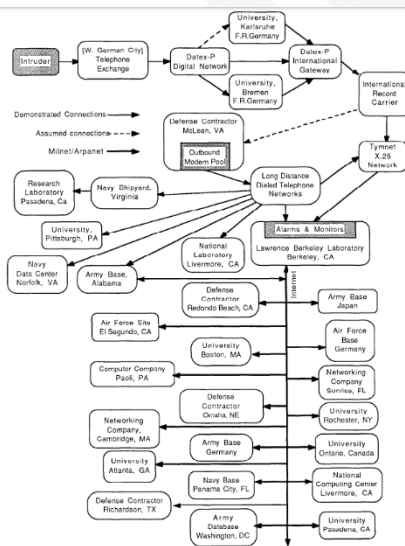 University,
Karlsruhe
F.R.Germany
Intruder
[W. German City]
Telephone
Exchange
Datex-P
Digital Network
Datex-P
International
Gateway
University,
Bremen
F.R.Germany
International
Record
Carrier
Demonstrated Connections
Assumed connections
Milnet/Arpanet
Defense Contractor
McLean, VA
Outbound
Modem Pool
Tymnet
X.25
Network
Long Distance
Dialed Telephone
Networks
Research
Laboratory
Pasadena, Ca
Navy Shipyard,
Virginia
University,
Pittsburgh, PA
Alarms & Monitors
Lawrence Berkeley Laboratory
Berkeley, CA
National
Laboratory
Livermore, CA
Navy
Data Center
Norfolk, VA
Army Base,
Alabama
Internet
Defense
Contractor
Redondo Beach, CA
Army Base
Japan
Air Force Site
El Segundo, CA
Air Force
Base
Germany
University
Boston, MA
Computer Company
Paoli, PA
Networking
Company
Sunrise, FL
Defense
Contractor
Omaha, NE
University
Rochester, NY
Networking
Company,
Cambridge, MA
Army Base
Germany
University
Ontario, Canada
University
Atlanta, GA
Navy Base
Panama City, FL
National
Computing Center
Livermore, CA
Defense Contractor
Richardson, TX
Army
Database
Washington, DC
University
Pasadena, CA